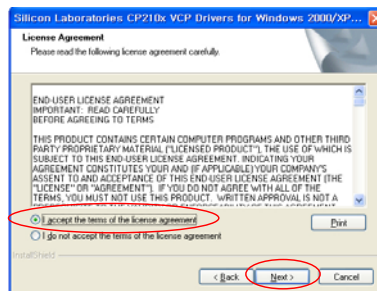 Silicon Laboratories CP210x VCP Drivers for Windows 2000/XP...
License Agreement
Please read the following license agreement carefully.
END-USER LICENSE AGREEMENT
IMPORTANT: READ CAREFULLY
BEFORE AGREEING TO TERMS
THIS PRODUCT CONTAINS CERTAIN COMPUTER PROGRAMS AND OTHER THIRD
PARTY PROPRIETARY MATERIAL ("LICENSED PRODUCT"), THE USE OF WHICH IS
SUBJECT TO THIS END-USER LICENSE AGREEMENT. INDICATING YOUR
AGREEMENT CONSTITUTES YOUR AND (IF APPLICABLE) YOUR COMPANY'S
ASSENT TO AND ACCEPTANCE OF THIS END-USER LICENSE AGREEMENT (THE
"LICENSE" OR "AGREEMENT"). IF YOU DO NOT AGREE WITH ALL OF THE
TERMS, YOU MUST NOT USE THIS PRODUCT. WRITTEN APPROVAL IS NOT A
I accept the terms of the license agreement
Print
I do not accept the terms of the license agreement
InstallShield
< Back
Next >
Cancel